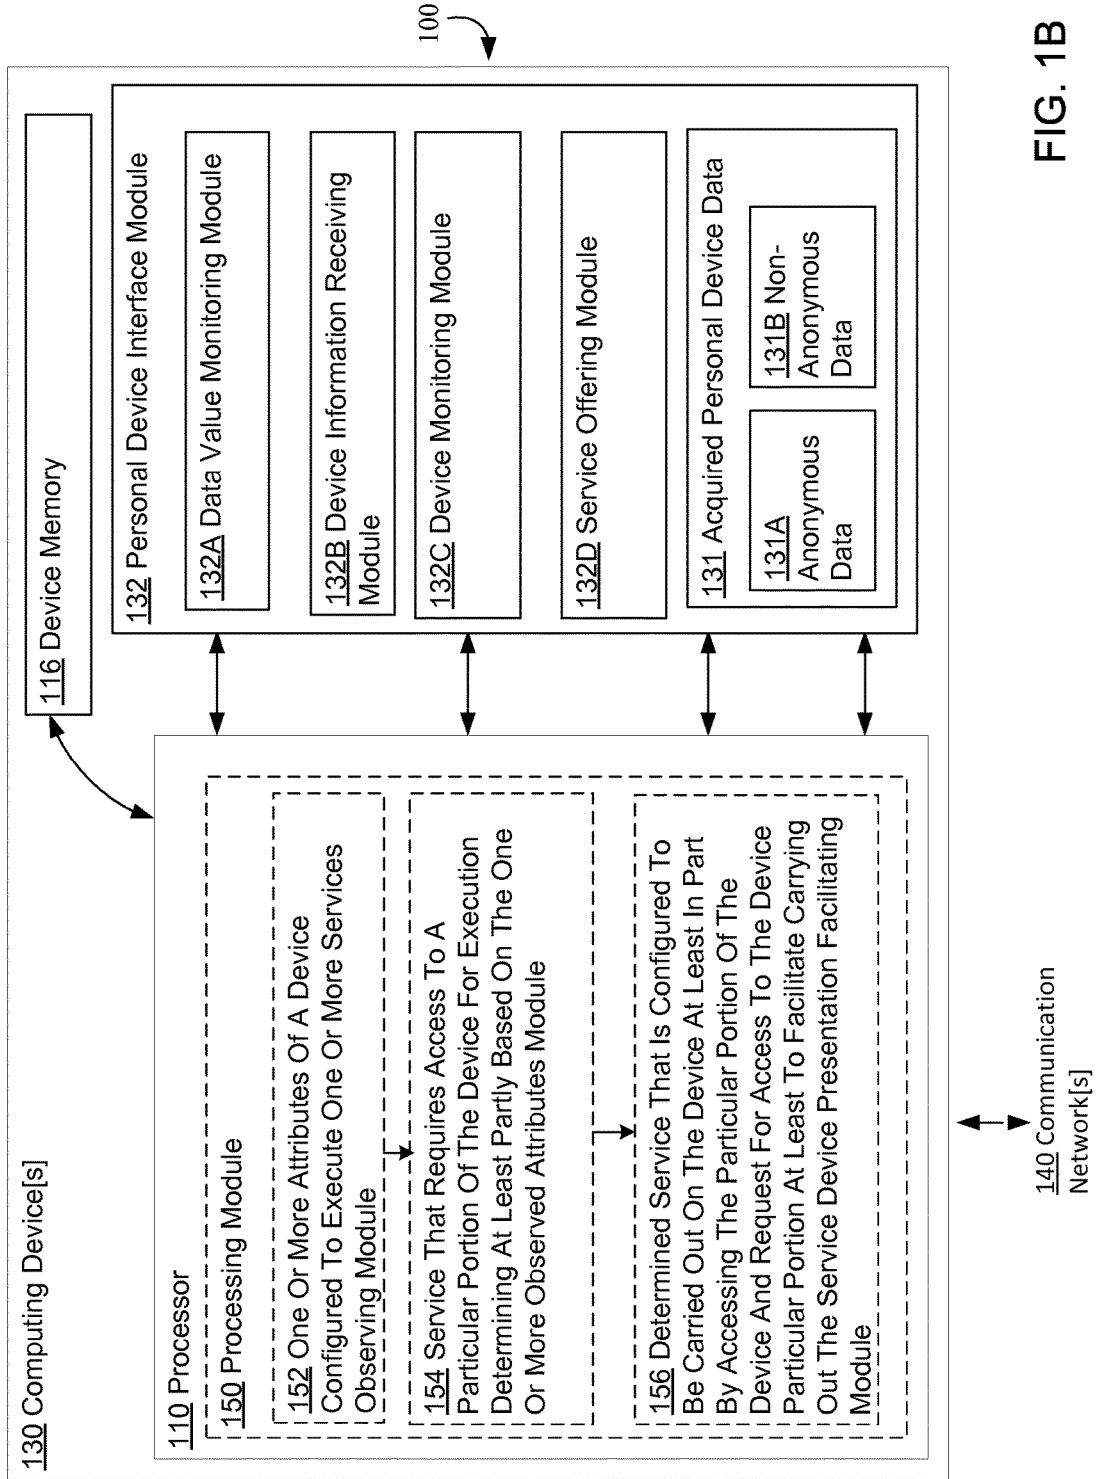 130 Computing Device[s]
100
116 Device Memory
110 Processor
150 Processing Module
152 One Or More Attributes Of A Device
Configured To Execute One Or More Services
Observing Module
154 Service That Requires Access To A
Particular Portion Of The Device For Execution
Determining At Least Partly Based On The One
Or More Observed Attributes Module
156 Determined Service That Is Configured To
Be Carried Out On The Device At Least In Part
By Accessing The Particular Portion Of The
Device And Request For Access To The Device
Particular Portion At Least To Facilitate Carrying
Out The Service Device Presentation Facilitating
Module
132 Personal Device Interface Module
132A Data Value Monitoring Module
132B Device Information Receiving
Module
132C Device Monitoring Module
132D Service Offering Module
131 Acquired Personal Device Data
131A
Anonymous
Data
131B Non-
Anonymous
Data
140 Communication
Network[s]
FIG. 1B